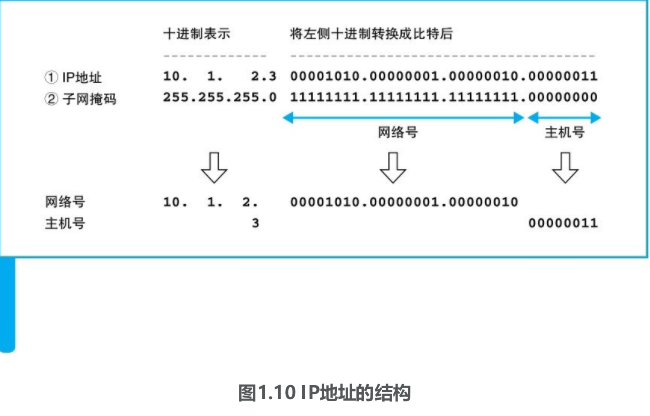 十进制表示 将左侧十进制转换成比特后
① IP地址 10. 1. 2.3 00001010.00000001.00000010.00000011
② 子网掩码 255.255.255.0 11111111.11111111.11111111.00000000
网络号 主机号
网络号 10. 1. 2. 00001010.00000001.00000010
主机号 3 00000011
图1.10 IP地址的结构